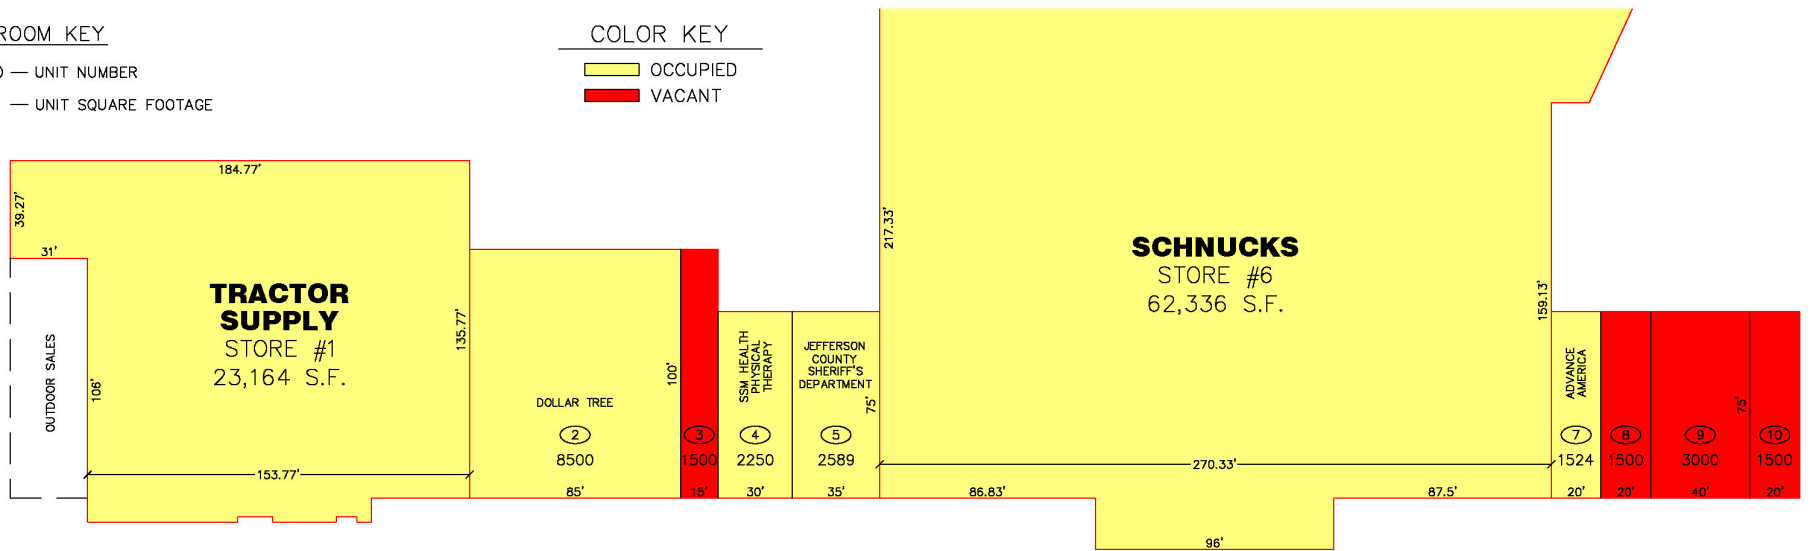 ROOM KEY
— UNIT NUMBER
— UNIT SQUARE FOOTAGE
COLOR KEY
OCCUPIED
VACANT
184.77'
39.27'
31'
OUTDOOR SALES
106'
TRACTOR
SUPPLY
STORE #1
23,164 S.F.
135.77'
153.77'
DOLLAR TREE
2
8500
85'
100'
3
1500
15'
SSM HEALTH
PHYSICAL
THERAPY
4
2250
30'
JEFFERSON
COUNTY
SHERIFF'S
DEPARTMENT
75'
5
2589
35'
217.33'
SCHNUCKS
STORE #6
62,336 S.F.
159.13'
270.33'
86.83'
87.5'
96'
ADVANCE
AMERICA
7
1524
20'
8
1500
20'
9
3000
40'
75'
10
1500
20'